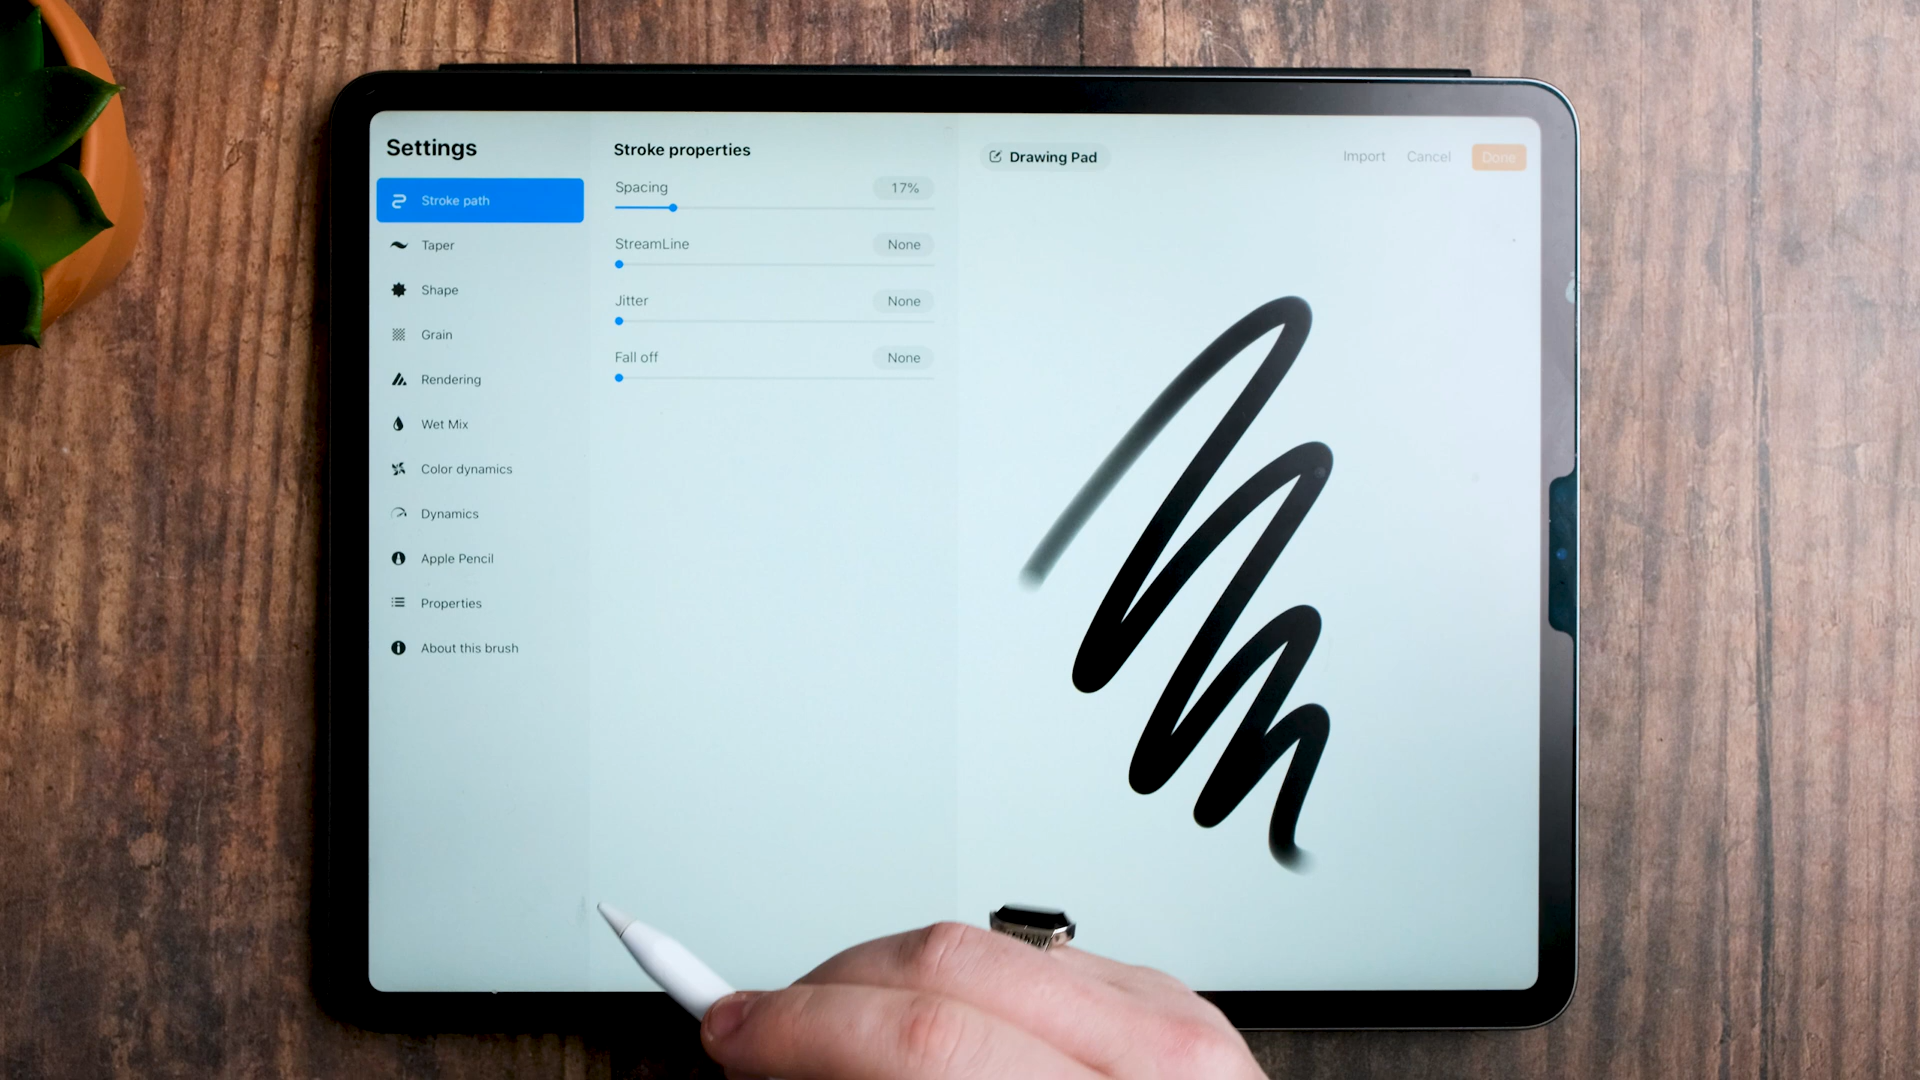 Settings
Stroke path
Taper
Shape
Grain
Rendering
Wet Mix
Color dynamics
Dynamics
Apple Pencil
Properties
About this brush
Stroke properties
Spacing 17%
StreamLine None
Jitter None
Fall off None
Drawing Pad
Import Cancel Done